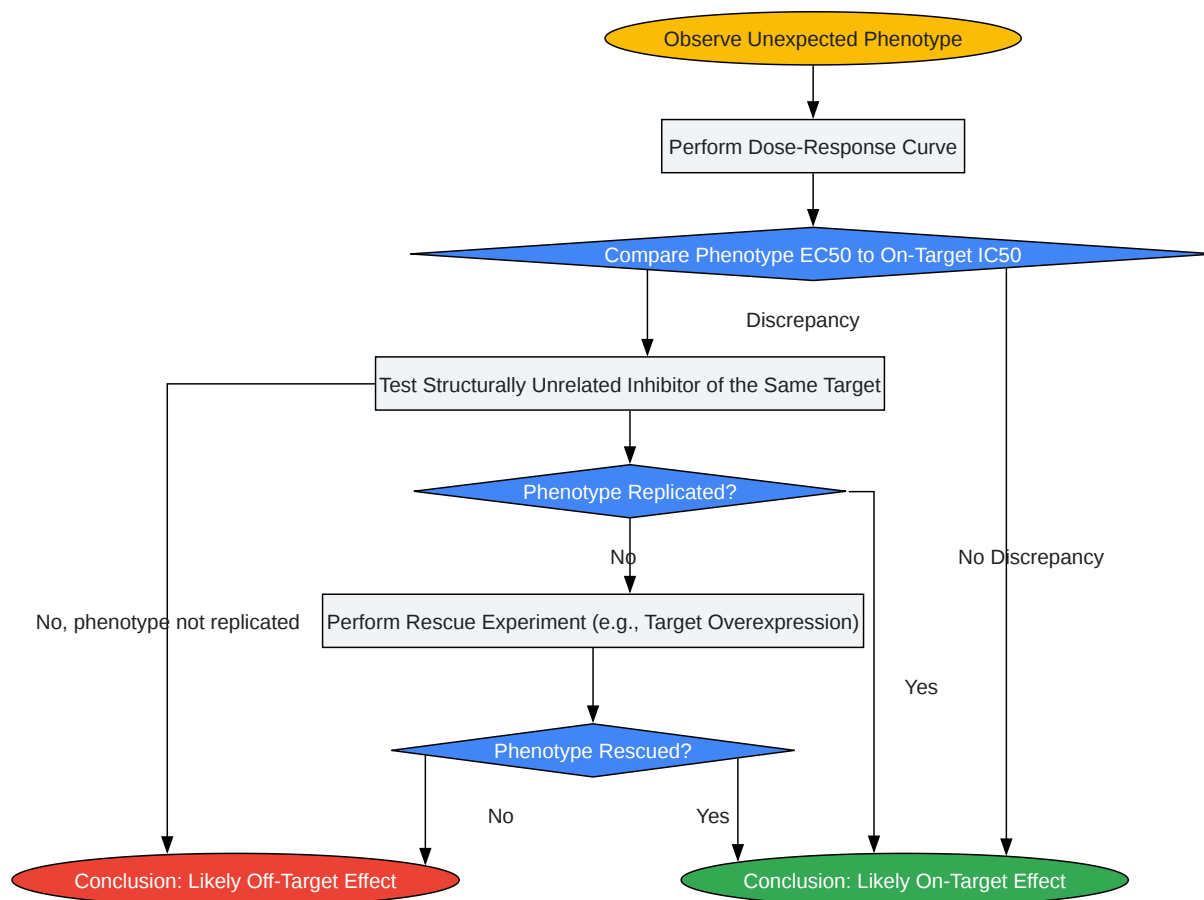 Observe Unexpected Phenotype
Perform Dose-Response Curve
Compare Phenotype EC50 to On-Target IC50
Discrepancy
Test Structurally Unrelated Inhibitor of the Same Target
Phenotype Replicated?
No
No Discrepancy
No, phenotype not replicated
Perform Rescue Experiment (e.g., Target Overexpression)
Yes
Phenotype Rescued?
No
Yes
Conclusion: Likely Off-Target Effect
Conclusion: Likely On-Target Effect